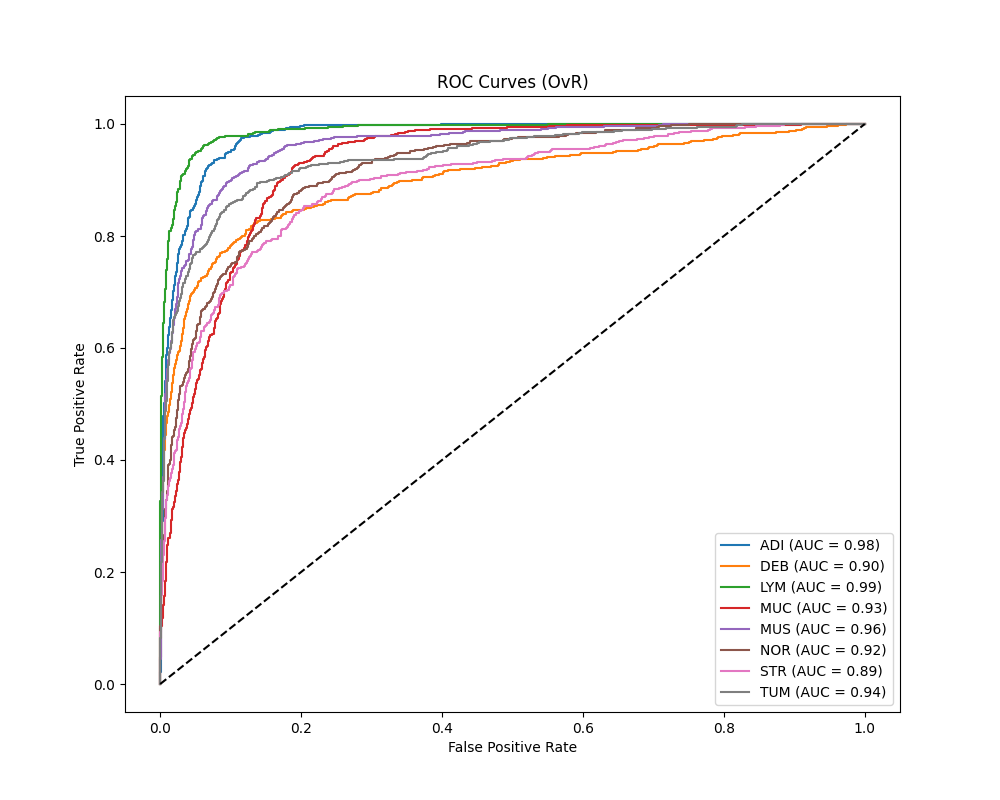 ROC Curves (OvR)
True Positive Rate
1.0
0.8
0.6
0.4
0.2
0.0
ADI (AUC = 0.98)
DEB (AUC = 0.90)
LYM (AUC = 0.99)
MUC (AUC = 0.93)
MUS (AUC = 0.96)
NOR (AUC = 0.92)
STR (AUC = 0.89)
TUM (AUC = 0.94)
0.0 0.2 0.4 0.6 0.8 1.0
False Positive Rate